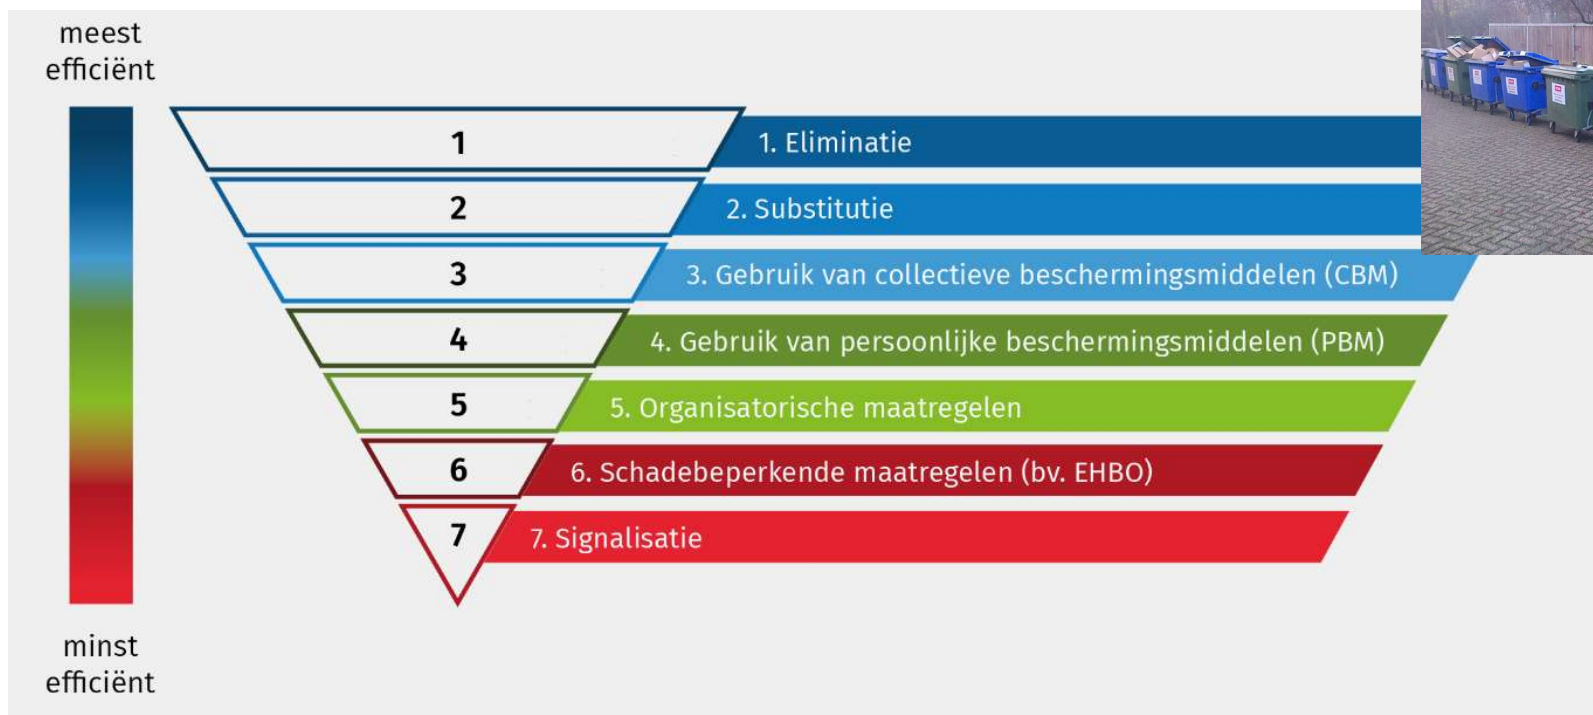 meest
efficiënt
1
1. Eliminatie
2
2. Substitutie
3
3. Gebruik van collectieve beschermingsmiddelen (CBM)
4
4. Gebruik van persoonlijke beschermingsmiddelen (PBM)
5
5. Organisatorische maatregelen
6
6. Schadebeperkende maatregelen (bv. EHBO)
7
7. Signalisatie
minst
efficiënt